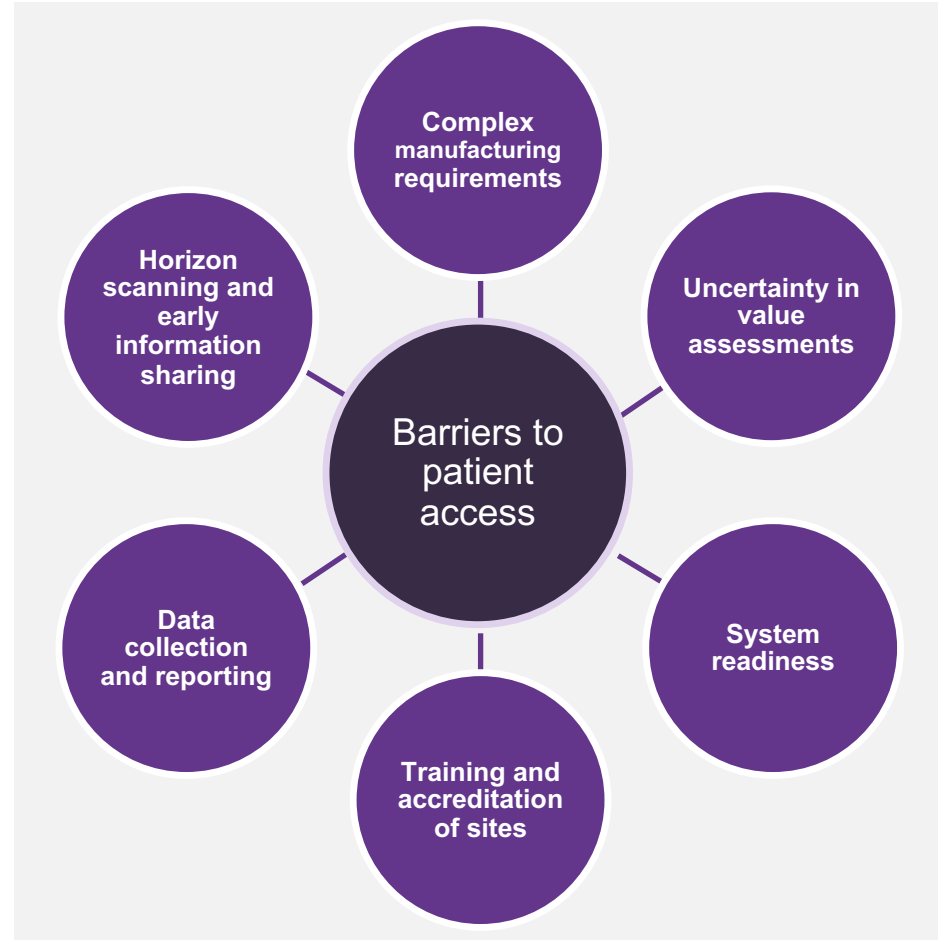 Complex
manufacturing
requirements
Uncertainty in
value
assessments
System
readiness
Training and
accreditation
of sites
Data
collection
and reporting
Horizon
scanning and
early
information
sharing
Barriers to
patient
access